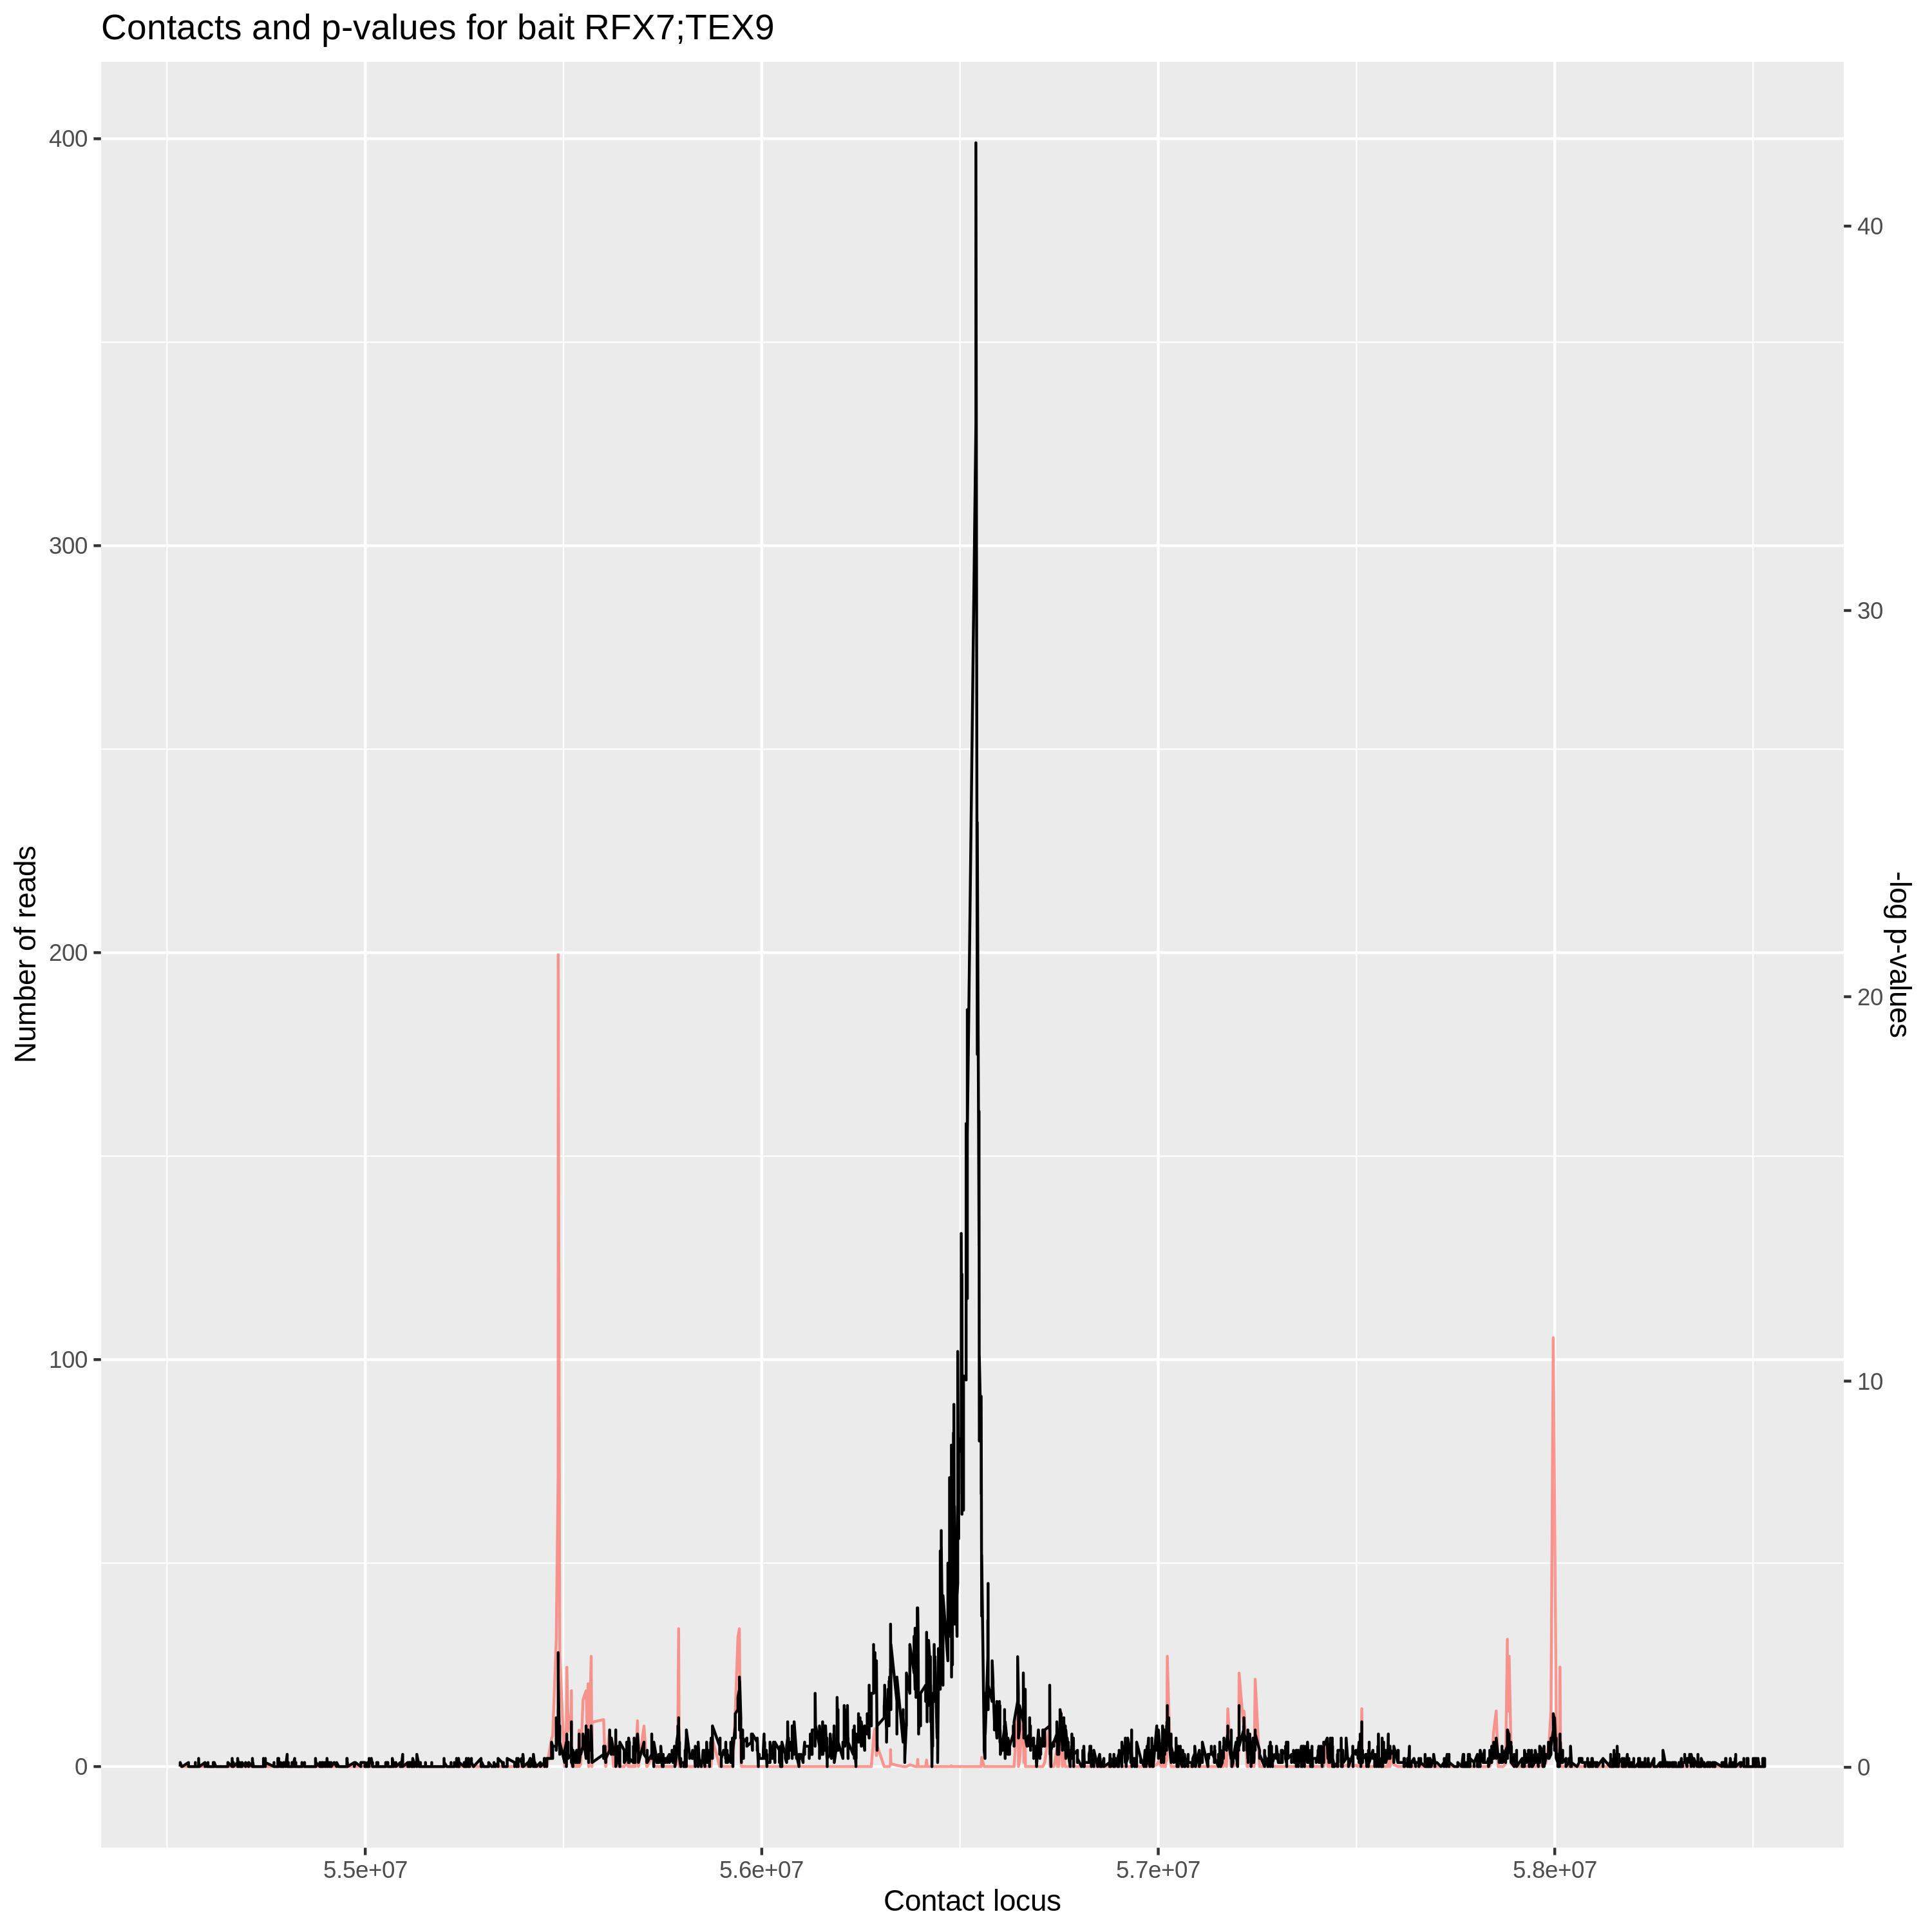 Contacts and p-values for bait RFX7;TEX9
400
300
200
100
0
Number of reads
40
30
20
10
0
-log p-values
5.5e+07
5.6e+07
5.7e+07
5.8e+07
Contact locus